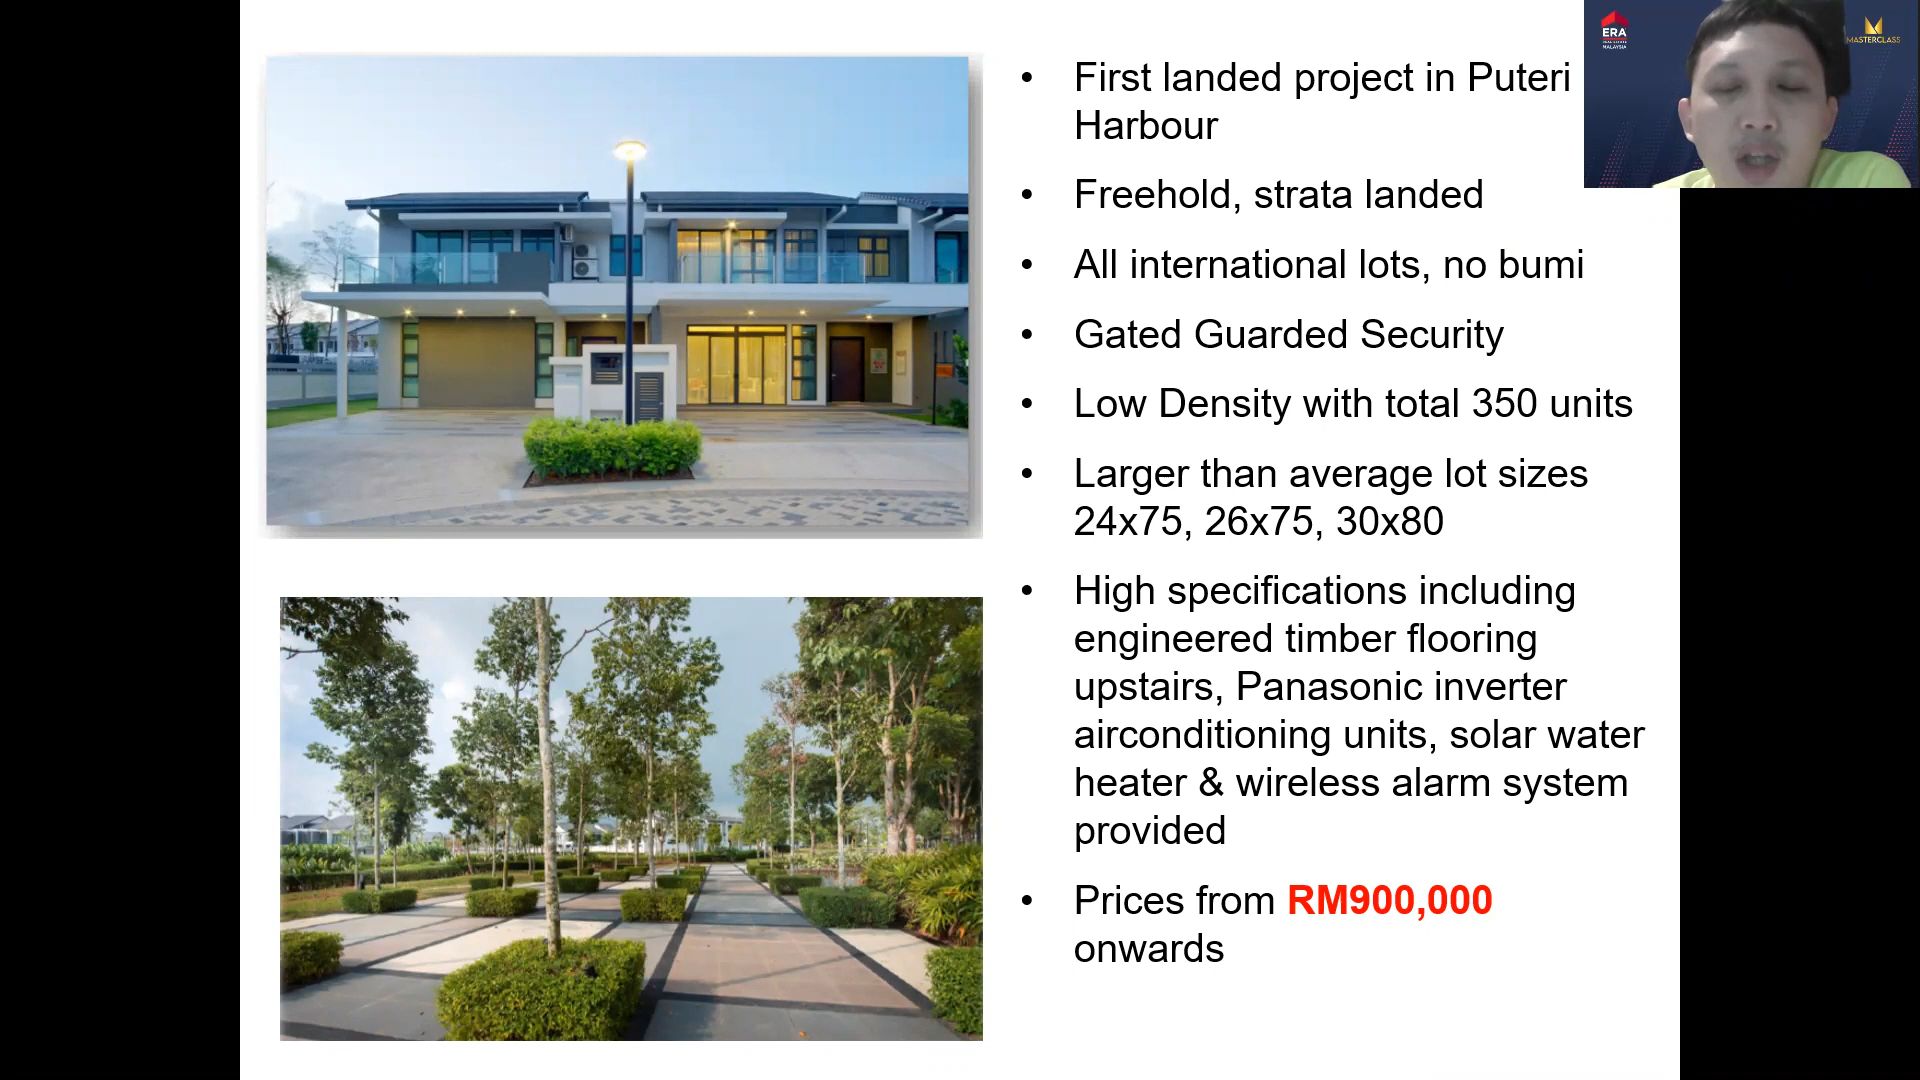 • First landed project in Puteri
Harbour
• Freehold, strata landed
• All international lots, no bumi
• Gated Guarded Security
• Low Density with total 350 units
• Larger than average lot sizes
24x75, 26x75, 30x80
• High specifications including
engineered timber flooring
upstairs, Panasonic inverter
airconditioning units, solar water
heater & wireless alarm system
provided
• Prices from RM900,000
onwards
ERA
MALAYSIA
MASTERCLASS